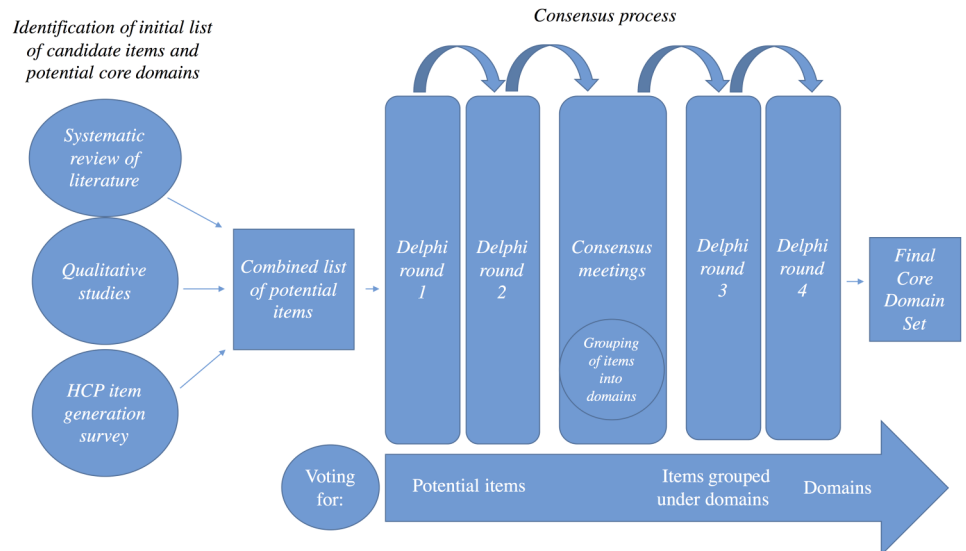 Identification of initial list
of candidate items and
potential core domains
Consensus process
Systematic
review of
literature
Qualitative
studies
HCP item
generation
survey
Combined list
of potential
items
Delphi
round
1
Delphi
round
2
Consensus
meetings
Grouping
of items
into
domains
Delphi
round
3
Delphi
round
4
Final
Core
Domain
Set
Voting
for:
Potential items
Items grouped
under domains
Domains